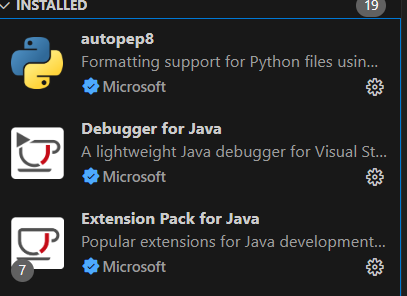 INSTALLED 19
autopep8
Formatting support for Python files usin...
Microsoft
Debugger for Java
A lightweight Java debugger for Visual St...
Microsoft
Extension Pack for Java
Popular extensions for Java development...
7
Microsoft